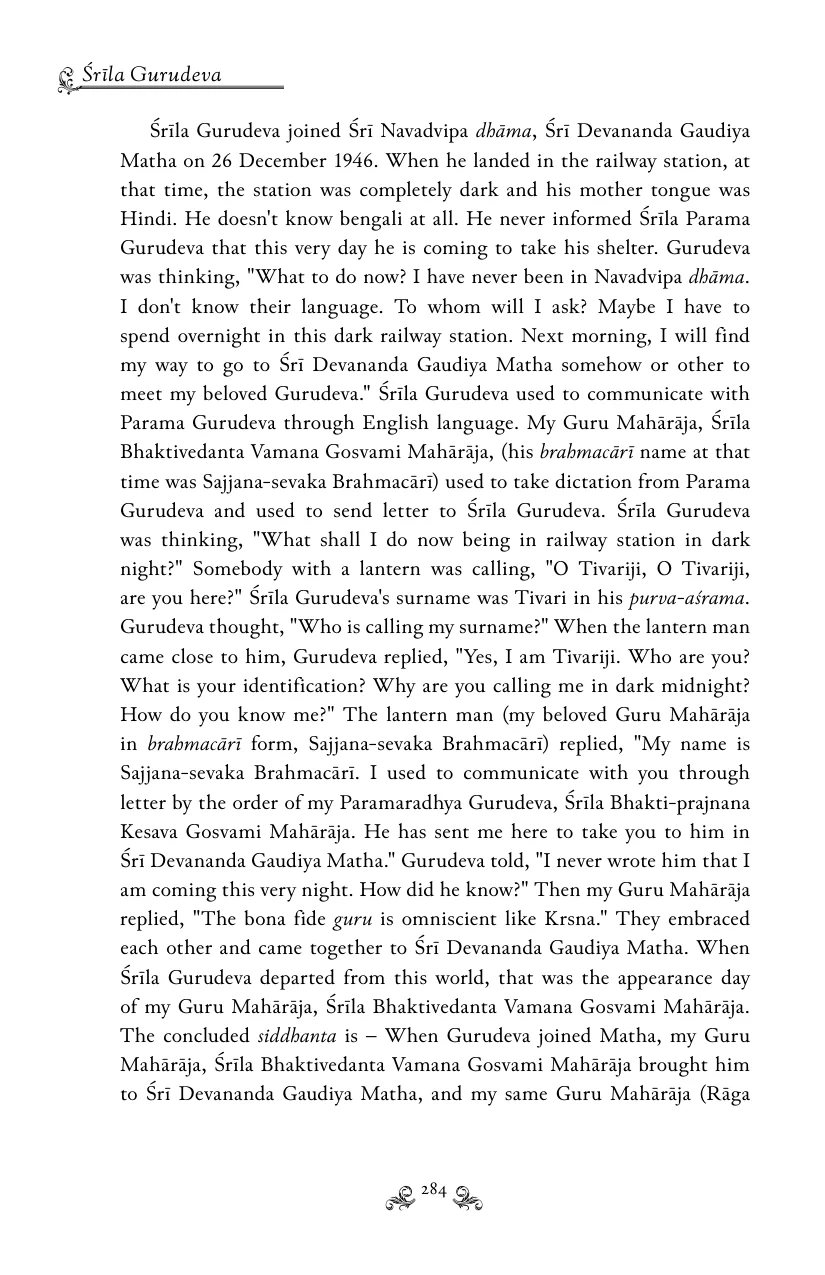 Śrīla Gurudeva
Śrīla Gurudeva joined Śrī Navadvipa dhāma, Śrī Devananda Gaudiya
Matha on 26 December 1946. When he landed in the railway station, at
that time, the station was completely dark and his mother tongue was
Hindi. He doesn't know bengali at all. He never informed Śrīla Parama
Gurudeva that this very day he is coming to take his shelter. Gurudeva
was thinking, "What to do now? I have never been in Navadvipa dhāma.
I don't know their language. To whom will I ask? Maybe I have to
spend overnight in this dark railway station. Next morning, I will find
my way to go to Śrī Devananda Gaudiya Matha somehow or other to
meet my beloved Gurudeva." Śrīla Gurudeva used to communicate with
Parama Gurudeva through English language. My Guru Mahārāja, Śrīla
Bhaktivedanta Vamana Gosvami Mahārāja, (his brahmacārī name at that
time was Sajjana-sevaka Brahmacārī) used to take dictation from Parama
Gurudeva and used to send letter to Śrīla Gurudeva. Śrīla Gurudeva
was thinking, "What shall I do now being in railway station in dark
night?" Somebody with a lantern was calling, "O Tivariji, O Tivariji,
are you here?" Śrīla Gurudeva's surname was Tivari in his purva-aśrama.
Gurudeva thought, "Who is calling my surname?" When the lantern man
came close to him, Gurudeva replied, "Yes, I am Tivariji. Who are you?
What is your identification? Why are you calling me in dark midnight?
How do you know me?" The lantern man (my beloved Guru Mahārāja
in brahmacārī form, Sajjana-sevaka Brahmacārī) replied, "My name is
Sajjana-sevaka Brahmacārī. I used to communicate with you through
letter by the order of my Paramaradhya Gurudeva, Śrīla Bhakti-prajnana
Kesava Gosvami Mahārāja. He has sent me here to take you to him in
Śrī Devananda Gaudiya Matha." Gurudeva told, "I never wrote him that I
am coming this very night. How did he know?" Then my Guru Mahārāja
replied, "The bona fide guru is omniscient like Krsna." They embraced
each other and came together to Śrī Devananda Gaudiya Matha. When
Śrīla Gurudeva departed from this world, that was the appearance day
of my Guru Mahārāja, Śrīla Bhaktivedanta Vamana Gosvami Mahārāja.
The concluded siddhanta is – When Gurudeva joined Matha, my Guru
Mahārāja, Śrīla Bhaktivedanta Vamana Gosvami Mahārāja brought him
to Śrī Devananda Gaudiya Matha, and my same Guru Mahārāja (Rāga
284